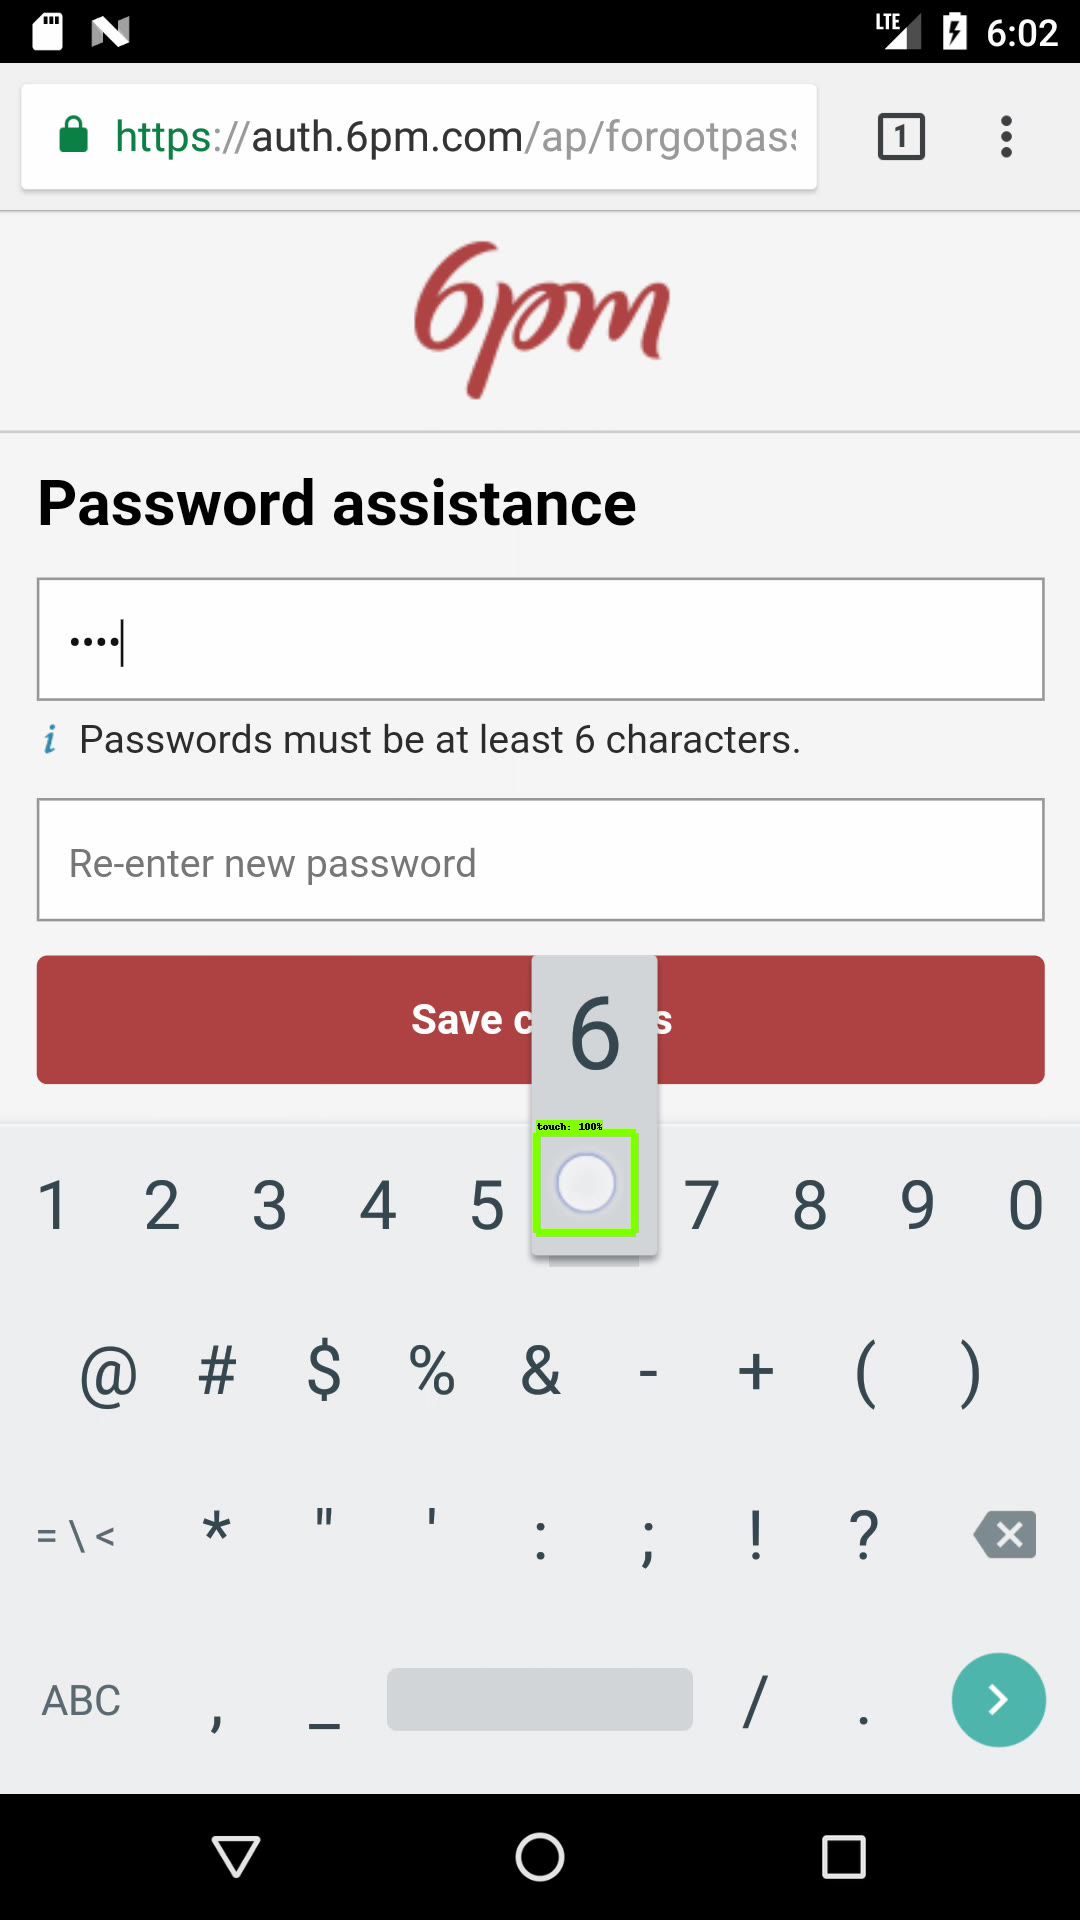 LTE 6:02
https://auth.6pm.com/ap/forgotpass
1
6pm
Password assistance
••••
i Passwords must be at least 6 characters.
Re-enter new password
Save c s
6
touch: 100%
1 2 3 4 5 7 8 9 0
@ # $ % & - + ( )
= \ < * " ' : ; ! ?
ABC , _ / .